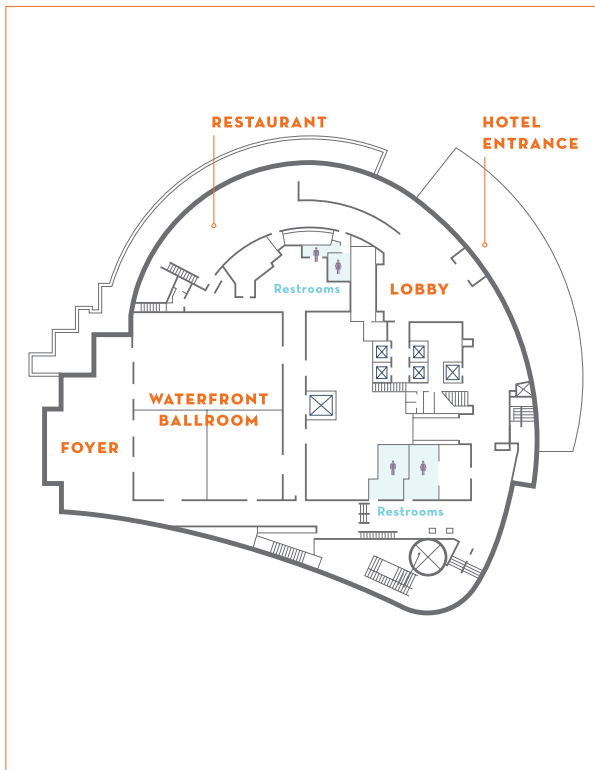 RESTAURANT
HOTEL
ENTRANCE
Restrooms
LOBBY
WATERFRONT
BALLROOM
FOYER
Restrooms